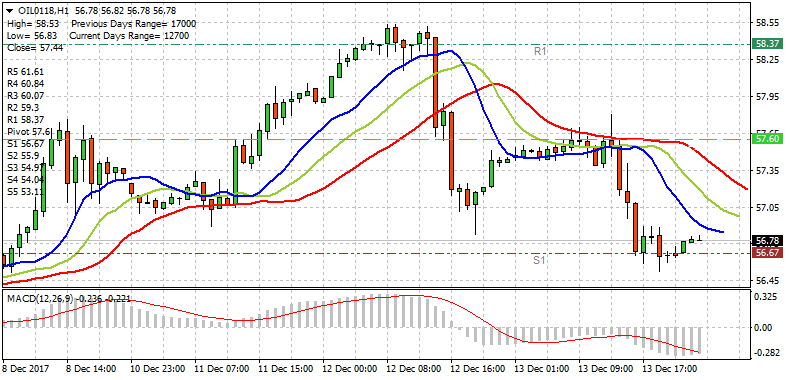 OIL0118,H1 56.78 56.82 56.78 56.78
High= 58.53 Previous Days Range= 17000
Low= 56.83 Current Days Range= 12700
Close= 57.44
R5 61.61
R4 60.84
R3 60.07
R2 59.3
R1 58.37
Pivot 57.6
S1 56.67
S2 55.9
S3 54.97
S4 54.04
S5 53.11
R1
S1
58.55
58.37
58.25
57.95
57.65
57.60
57.35
57.05
56.78
56.67
56.45
MACD(12,26,9) -0.236 -0.221
0.325
0.00
-0.282
8 Dec 2017
8 Dec 14:00
10 Dec 23:00
11 Dec 07:00
11 Dec 15:00
12 Dec 00:00
12 Dec 08:00
12 Dec 16:00
13 Dec 01:00
13 Dec 09:00
13 Dec 17:00